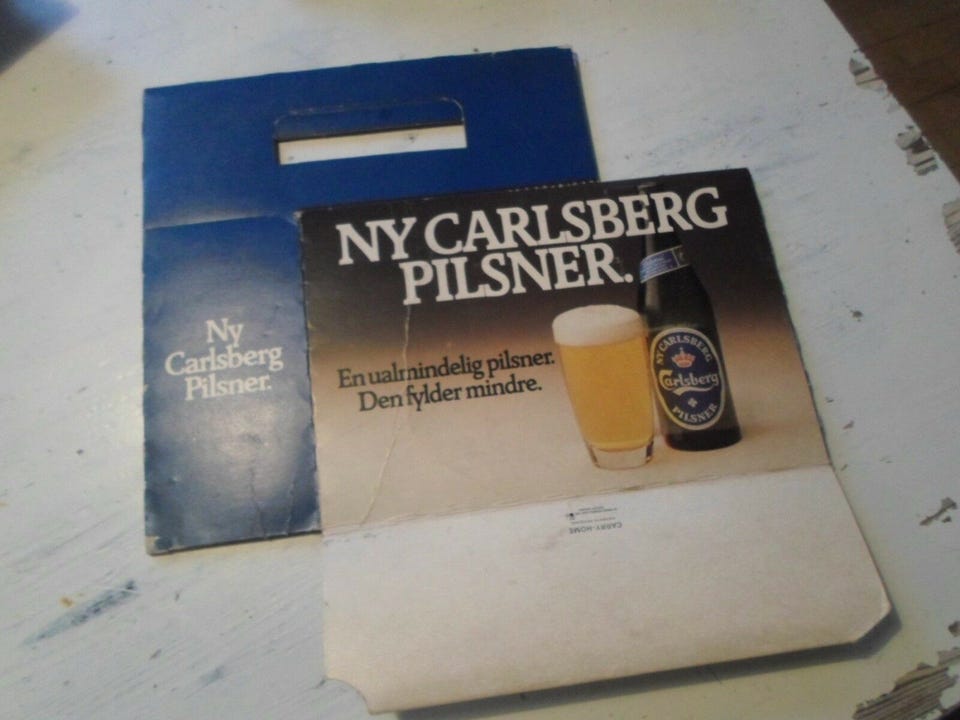 Ny
Carlsberg
Pilsner.
NY CARLSBERG
PILSNER.
En ualmindelig pilsner.
Den fylder mindre.
NY CARLSBERG
Carlsberg
PILSNER
CARRY-HOME